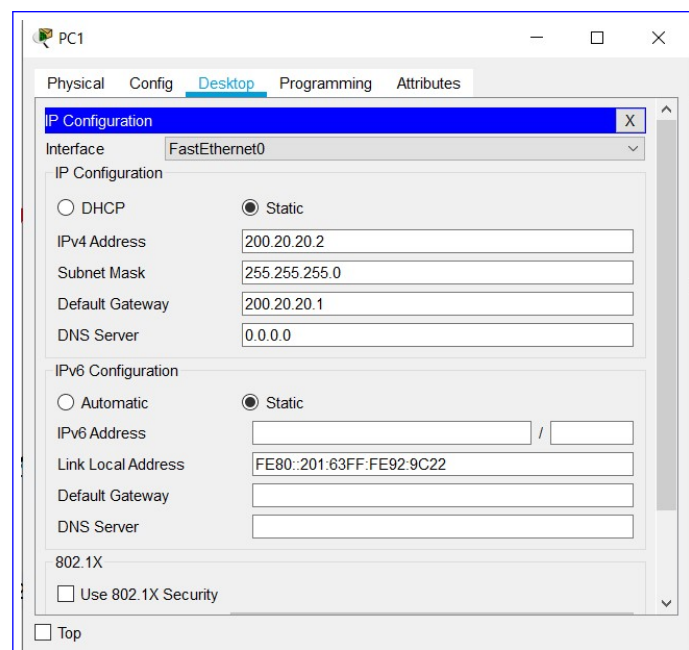 PC1
Physical Config Desktop Programming Attributes
IP Configuration X
Interface FastEthernet0
IP Configuration
DHCP Static
IPv4 Address 200.20.20.2
Subnet Mask 255.255.255.0
Default Gateway 200.20.20.1
DNS Server 0.0.0.0
IPv6 Configuration
Automatic Static
IPv6 Address /
Link Local Address FE80::201:63FF:FE92:9C22
Default Gateway
DNS Server
802.1X
Use 802.1X Security
Top